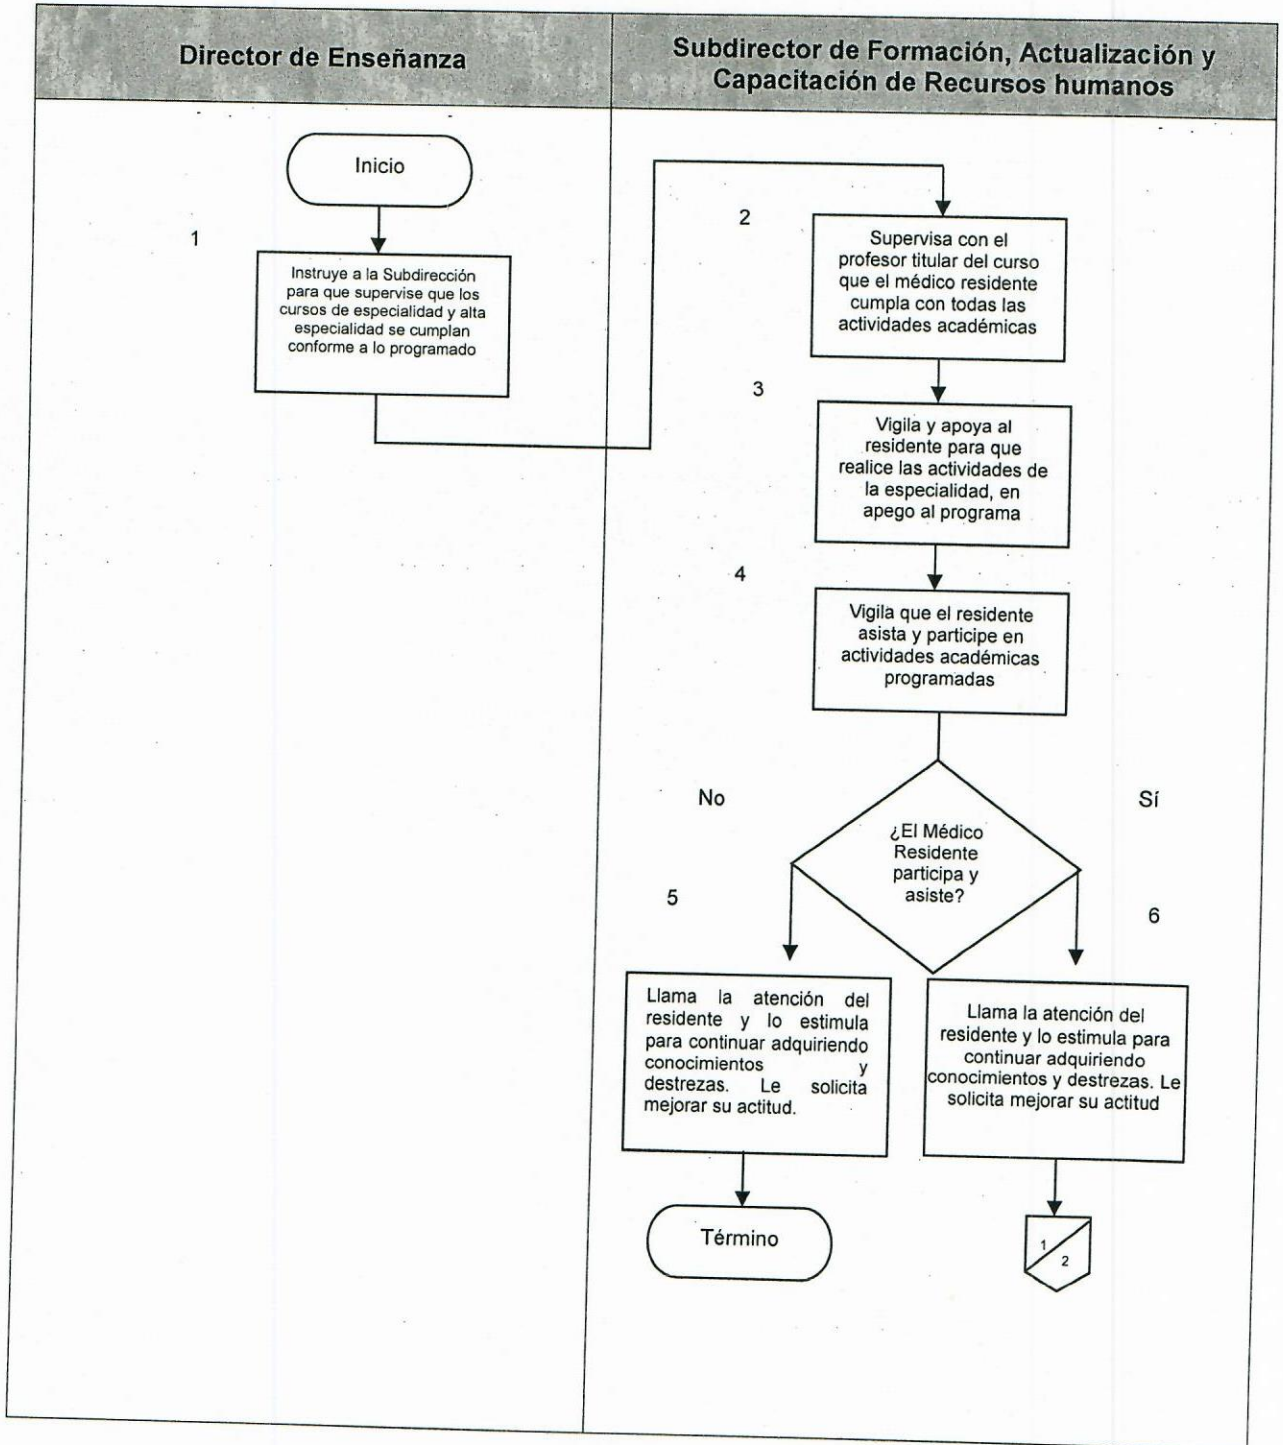 Director de Enseñanza
Subdirector de Formación, Actualización y
Capacitación de Recursos humanos
Inicio
1
Instruye a la Subdirección
para que supervise que los
cursos de especialidad y alta
especialidad se cumplan
conforme a lo programado
2
Supervisa con el
profesor titular del curso
que el médico residente
cumpla con todas las
actividades académicas
3
Vigila y apoya al
residente para que
realice las actividades de
la especialidad, en
apego al programa
4
Vigila que el residente
asista y participe en
actividades académicas
programadas
No
Sí
¿El Médico
Residente
participa y
asiste?
5
6
Llama la atención del
residente y lo estimula
para continuar adquiriendo
conocimientos y
destrezas. Le solicita
mejorar su actitud.
Llama la atención del
residente y lo estimula para
continuar adquiriendo
conocimientos y destrezas. Le
solicita mejorar su actitud
Término
1
2